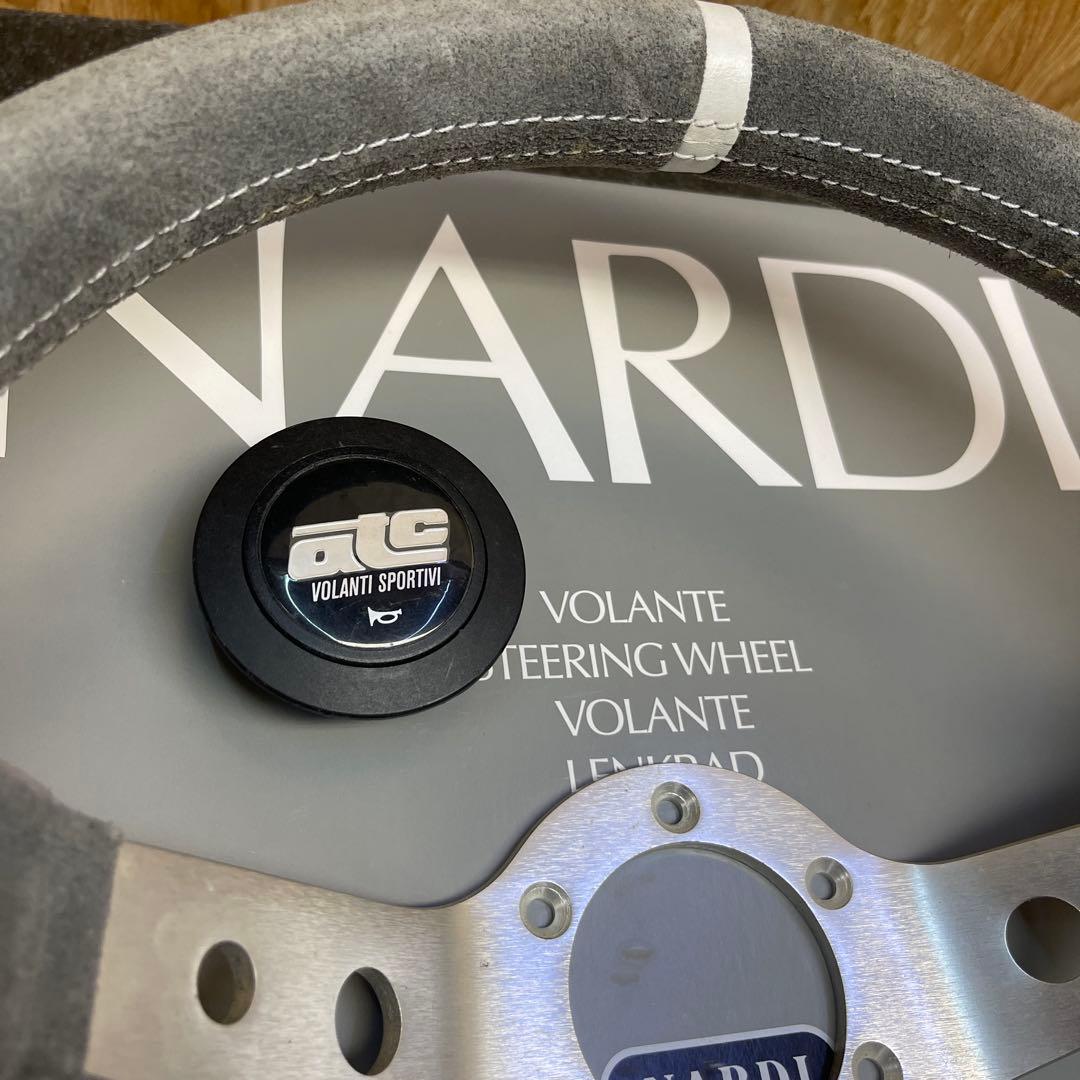 NARDI
atc
VOLANTI SPORTIVI
VOLANTE
STEERING WHEEL
VOLANTE
LENKRAD
NARDI